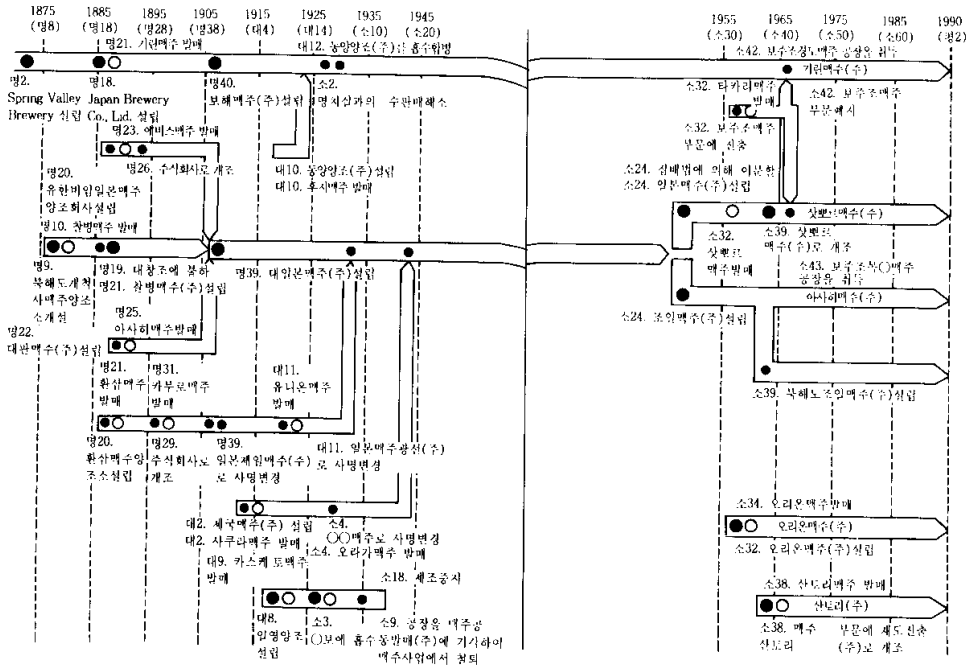 1875 1885 1895 1905 1915 1925 1935 1945 1955 1965 1975 1985 1990
(명8) (명18) (명28) (명38) (대4) (대14) (소10) (소20) (소30) (소40) (소50) (소60) (평2)
명21. 기린맥주 발매
대12. 동양양조(주)를 흡수합병
소42. 보주조정도맥주 공장을 취득
기린맥주(주)
명2.
Spring Valley
Brewery 설립
명18.
Japan Brewery
Co., Ltd. 설립
명40.
보해맥주(주)설립
소2.
명지실과의 수판매해소
소32. 타카라맥주
발매
소42. 보주조맥주
부문폐지
소32. 보주조맥주
부문에 진출
명23. 에비스맥주 발매
명26. 주식회사로 개조
대10. 동양양조(주)설립
대10. 후지맥주 발매
소24. 집배법에 의해 이분할
소24. 일본맥주(주)설립
명20.
유한비임일본맥주
양조회사설립
명10. 찰병맥주 발매
삿뽀르맥주(주)
소39. 삿뽀르
맥주(주)로 개조
소32.
삿뽀르
맥주발매
명9.
북해도개척
사맥주양조
소개설
명19. 대창조에 불하
명21. 찰병맥주(주)설립
명39. 대일본맥주(주)설립
소43. 보주조목○맥주
공장을 취득
아사히맥주(주)
소24. 조일맥주(주)설립
명25.
아사히맥주발매
명22.
대판맥주(주)설립
소39. 북해도조일맥주(주)설립
명21.
환삼맥주
발매
명31.
카부로맥주
발매
대11.
유니온맥주
발매
명20.
환삼맥주양
조소설립
명29.
주식회사로
개조
명39.
일본재일맥주(주)
로 사명변경
대11. 일본맥주광천(주)
로 사명변경
대2. 제국맥주(주) 설립
대2. 사쿠라맥주 발매
소4.
○○맥주로 사명변경
소4. 오라가맥주 발매
소34. 오리온맥주발매
오리온맥주(주)
소32. 오리온맥주(주)설립
대9. 카스케토맥주
발매
소18. 제조중지
대8.
일영양조
설립
소3.
○보에 흡수
소9. 공장을 맥주공
동발매(주)에 기각하여
맥주사업에서 철퇴
소38. 산토리맥주 발매
산토리(주)
소38. 맥주
산토리
부문에 재도진출
(주)로 개조